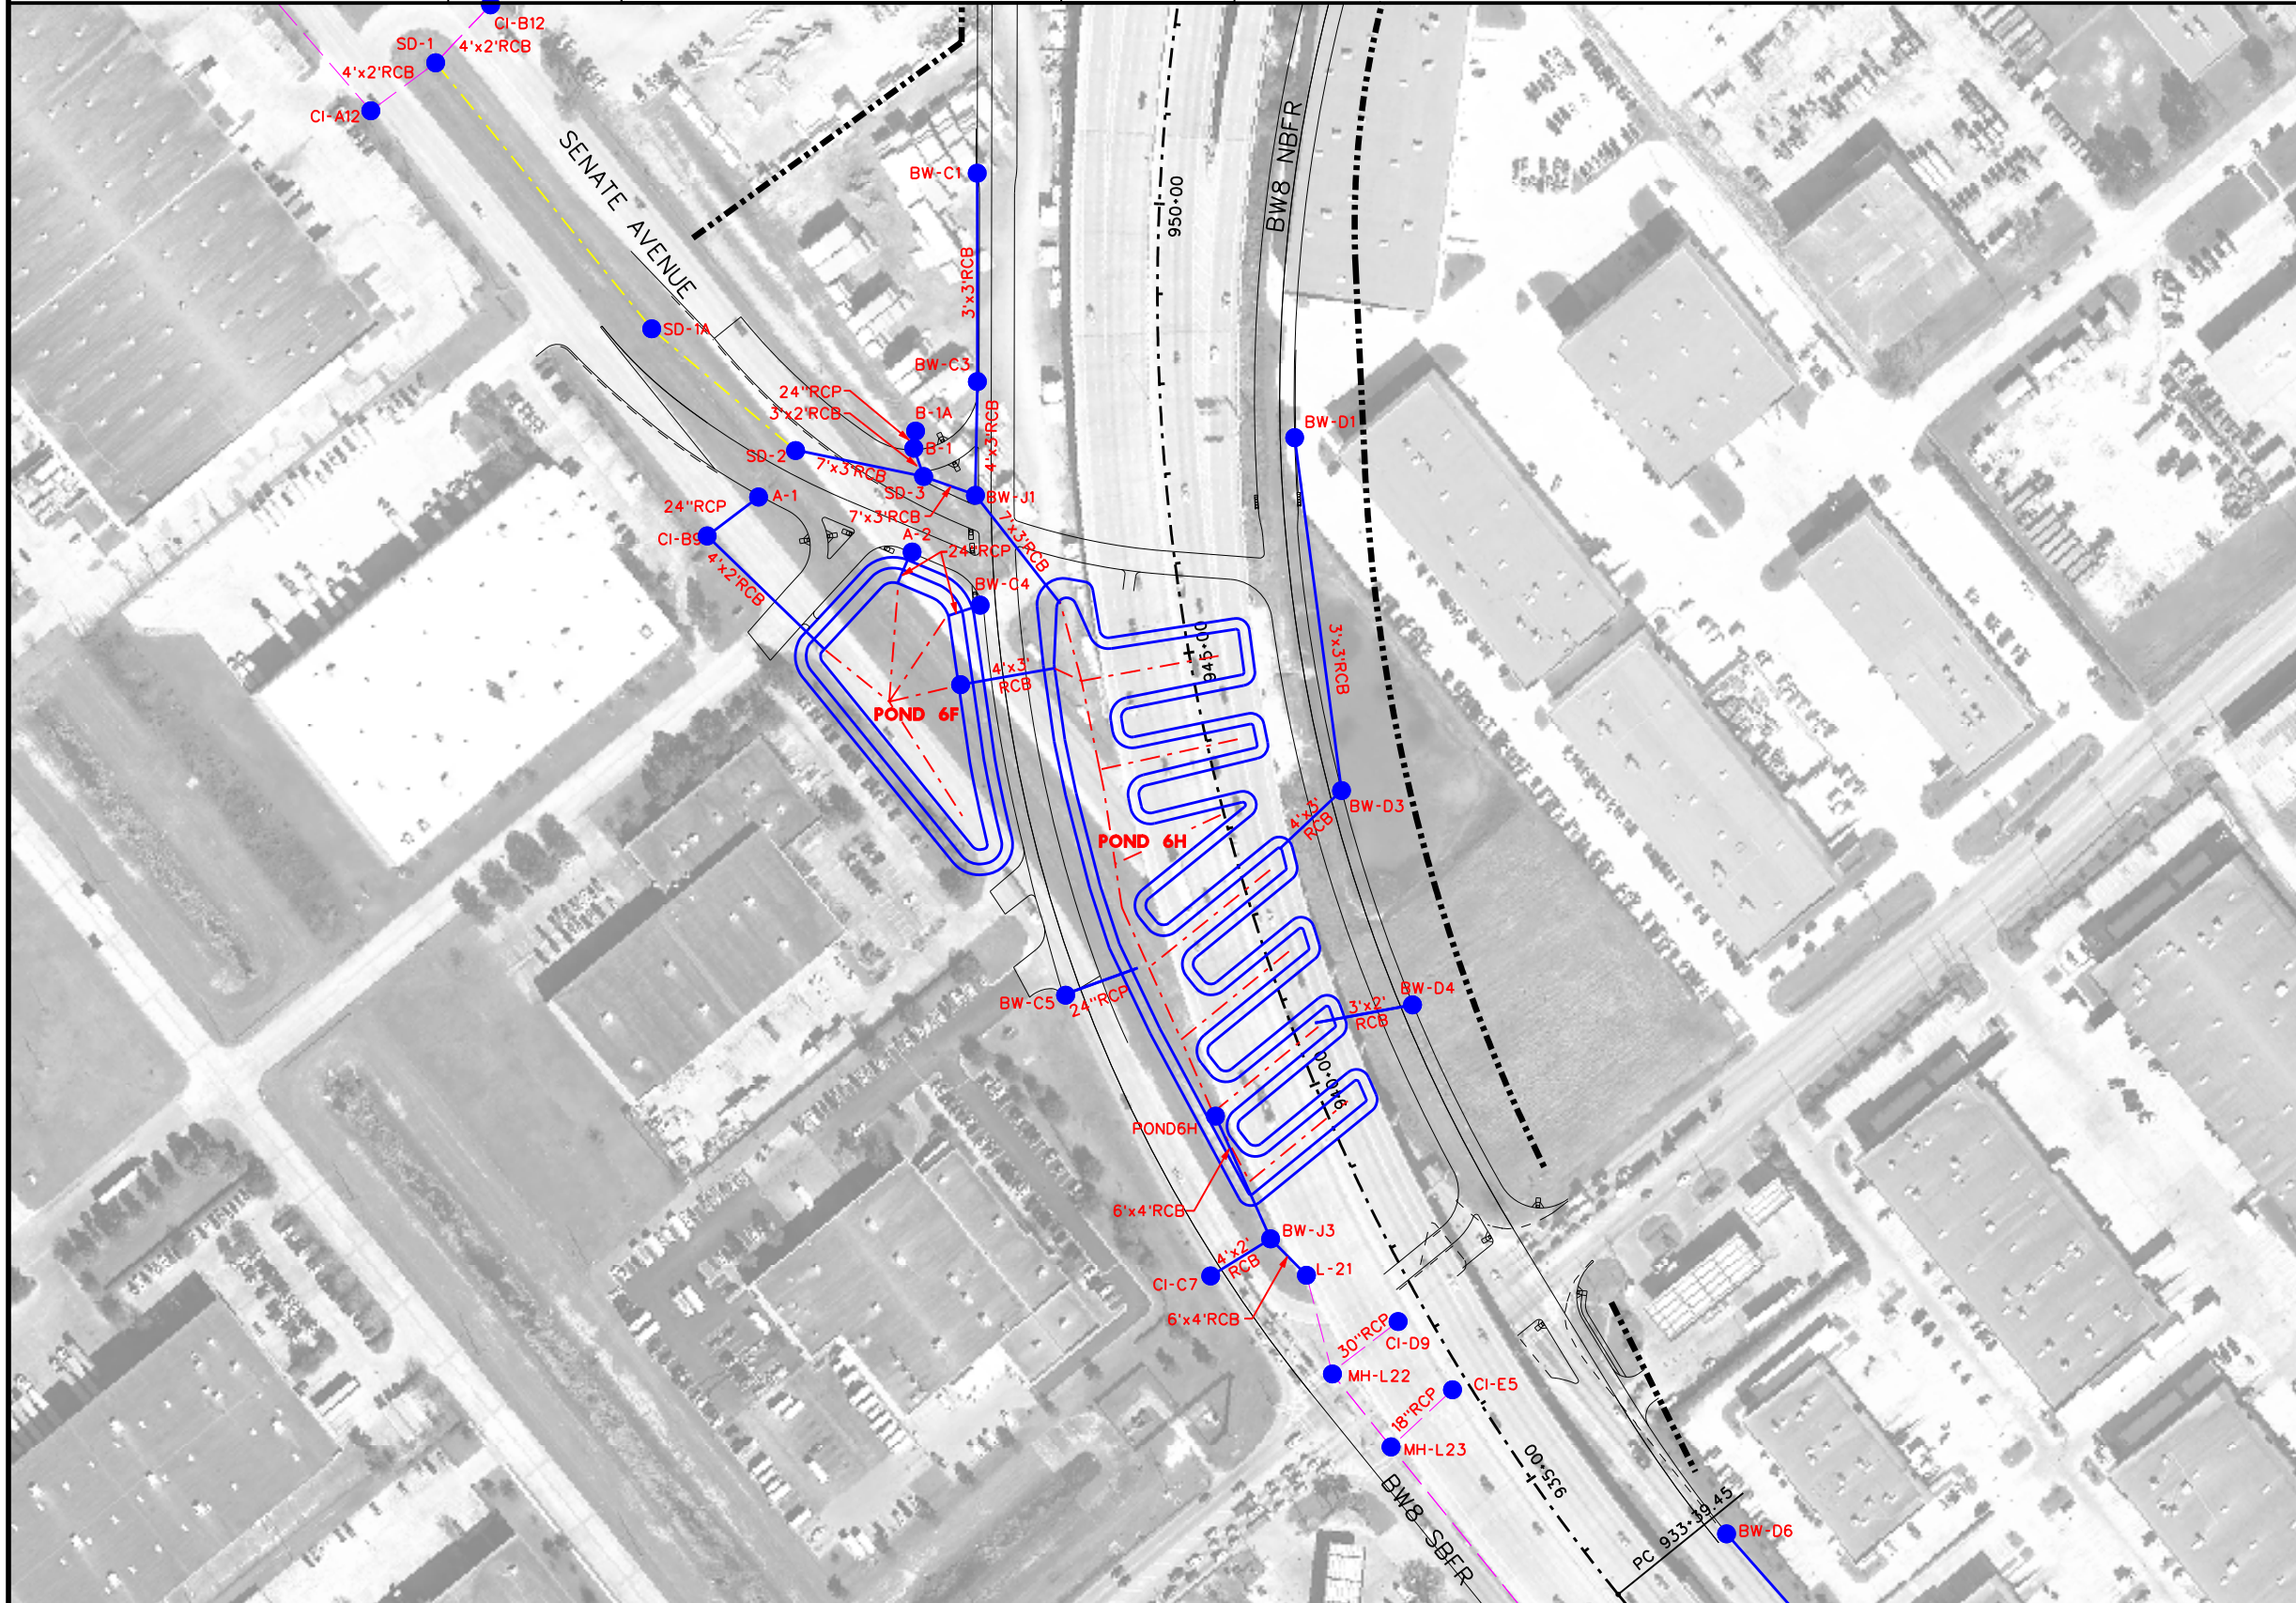 CI-B12
SD-1
4'x2'RCB
4'x2'RCB
CI-A12
SENATE AVENUE
BW-C1
950+00
BW8 NBFR
3'x3'RCB
SD-1A
BW-C3
24"RCP
3'x2'RCB
B-1A
4'x3'RCB
BW-D1
B-1
SD-2
7'x3'RCB
SD-3
BW-J1
A-1
24"RCP
7'x3'RCB
CI-B9
A-2
24"RCP
7'x3'RCB
4'x2'RCB
BW-C4
945+00
3'x3'RCB
4'x3'
RCB
POND 6F
BW-D3
4'x3'
RCB
POND 6H
BW-D4
BW-C5
24"RCP
3'x2'
RCB
940+00
POND6H
6'x4'RCB
BW-J3
4'x2'
RCB
L-21
CI-C7
6'x4'RCB
30"RCP
CI-D9
MH-L22
CI-E5
18"RCP
MH-L23
935+00
BW8 SBFR
PC 933+39.45
BW-D6